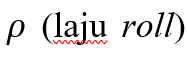 ρ (laju roll)